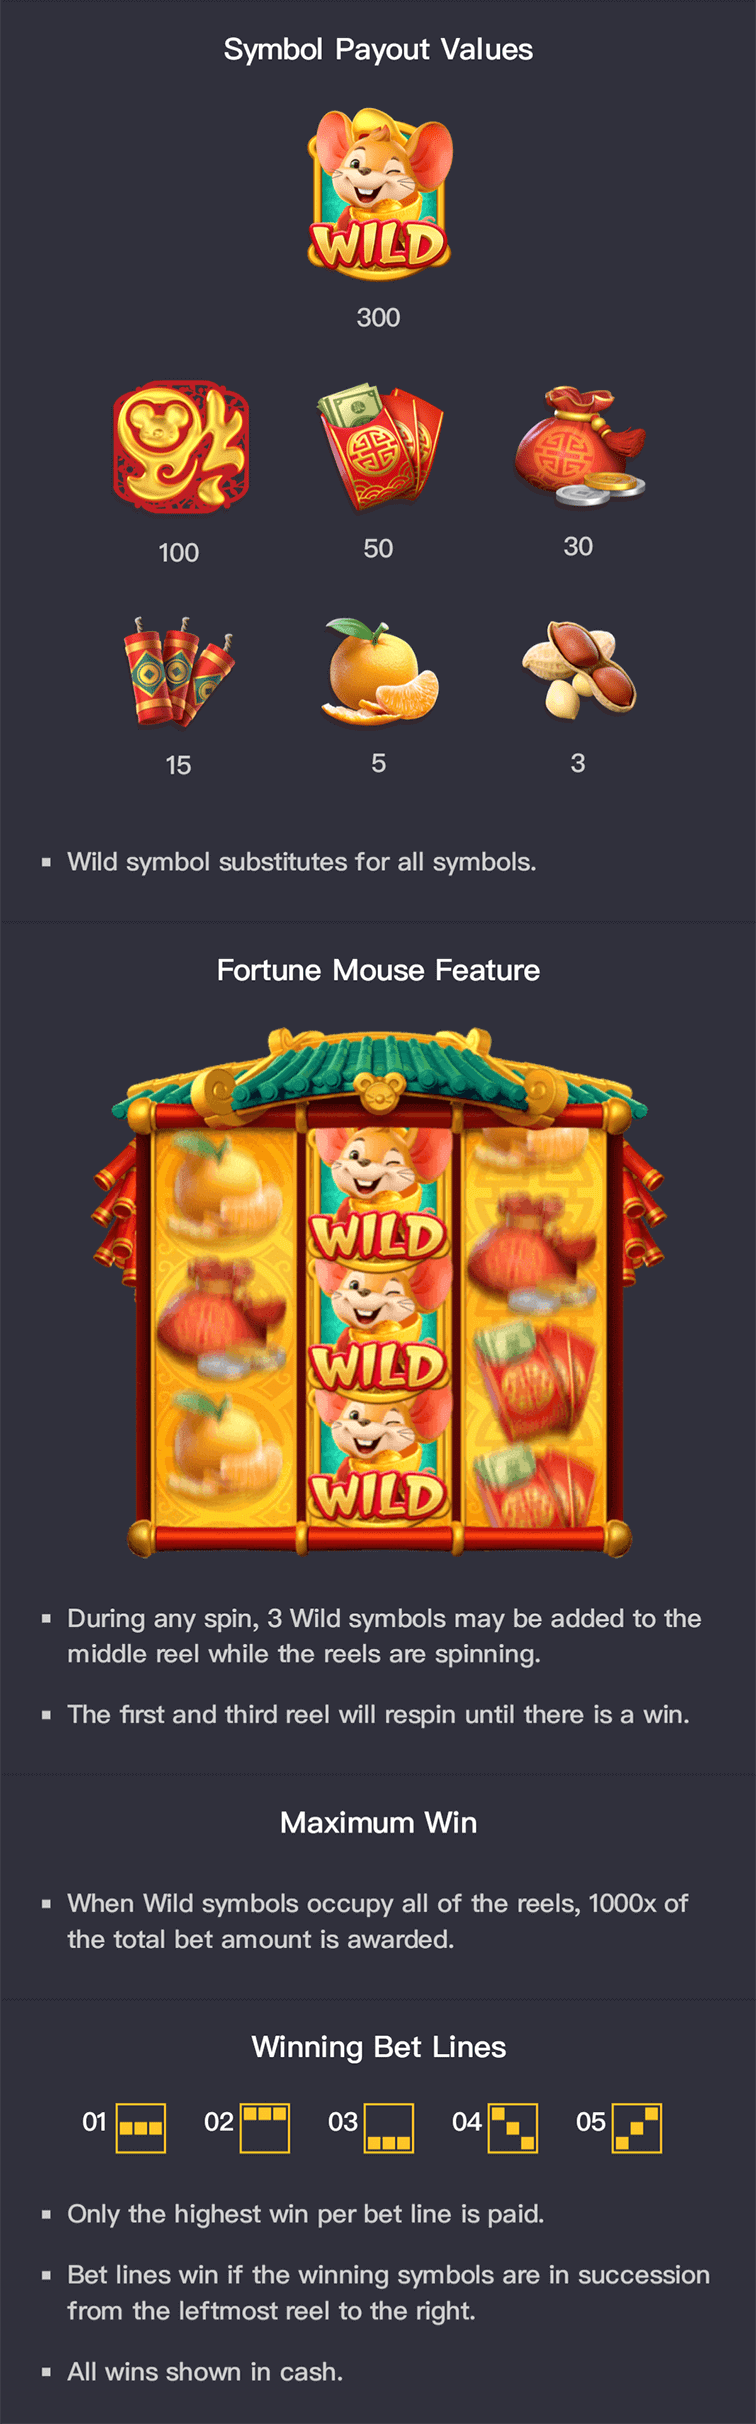 Symbol Payout Values
WILD
300
100
50
30
15
5
3
Wild symbol substitutes for all symbols.
Fortune Mouse Feature
WILD
WILD
WILD
During any spin, 3 Wild symbols may be added to the
middle reel while the reels are spinning.
The first and third reel will respin until there is a win.
Maximum Win
When Wild symbols occupy all of the reels, 1000x of
the total bet amount is awarded.
Winning Bet Lines
01 02 03 04 05
Only the highest win per bet line is paid.
Bet lines win if the winning symbols are in succession
from the leftmost reel to the right.
All wins shown in cash.